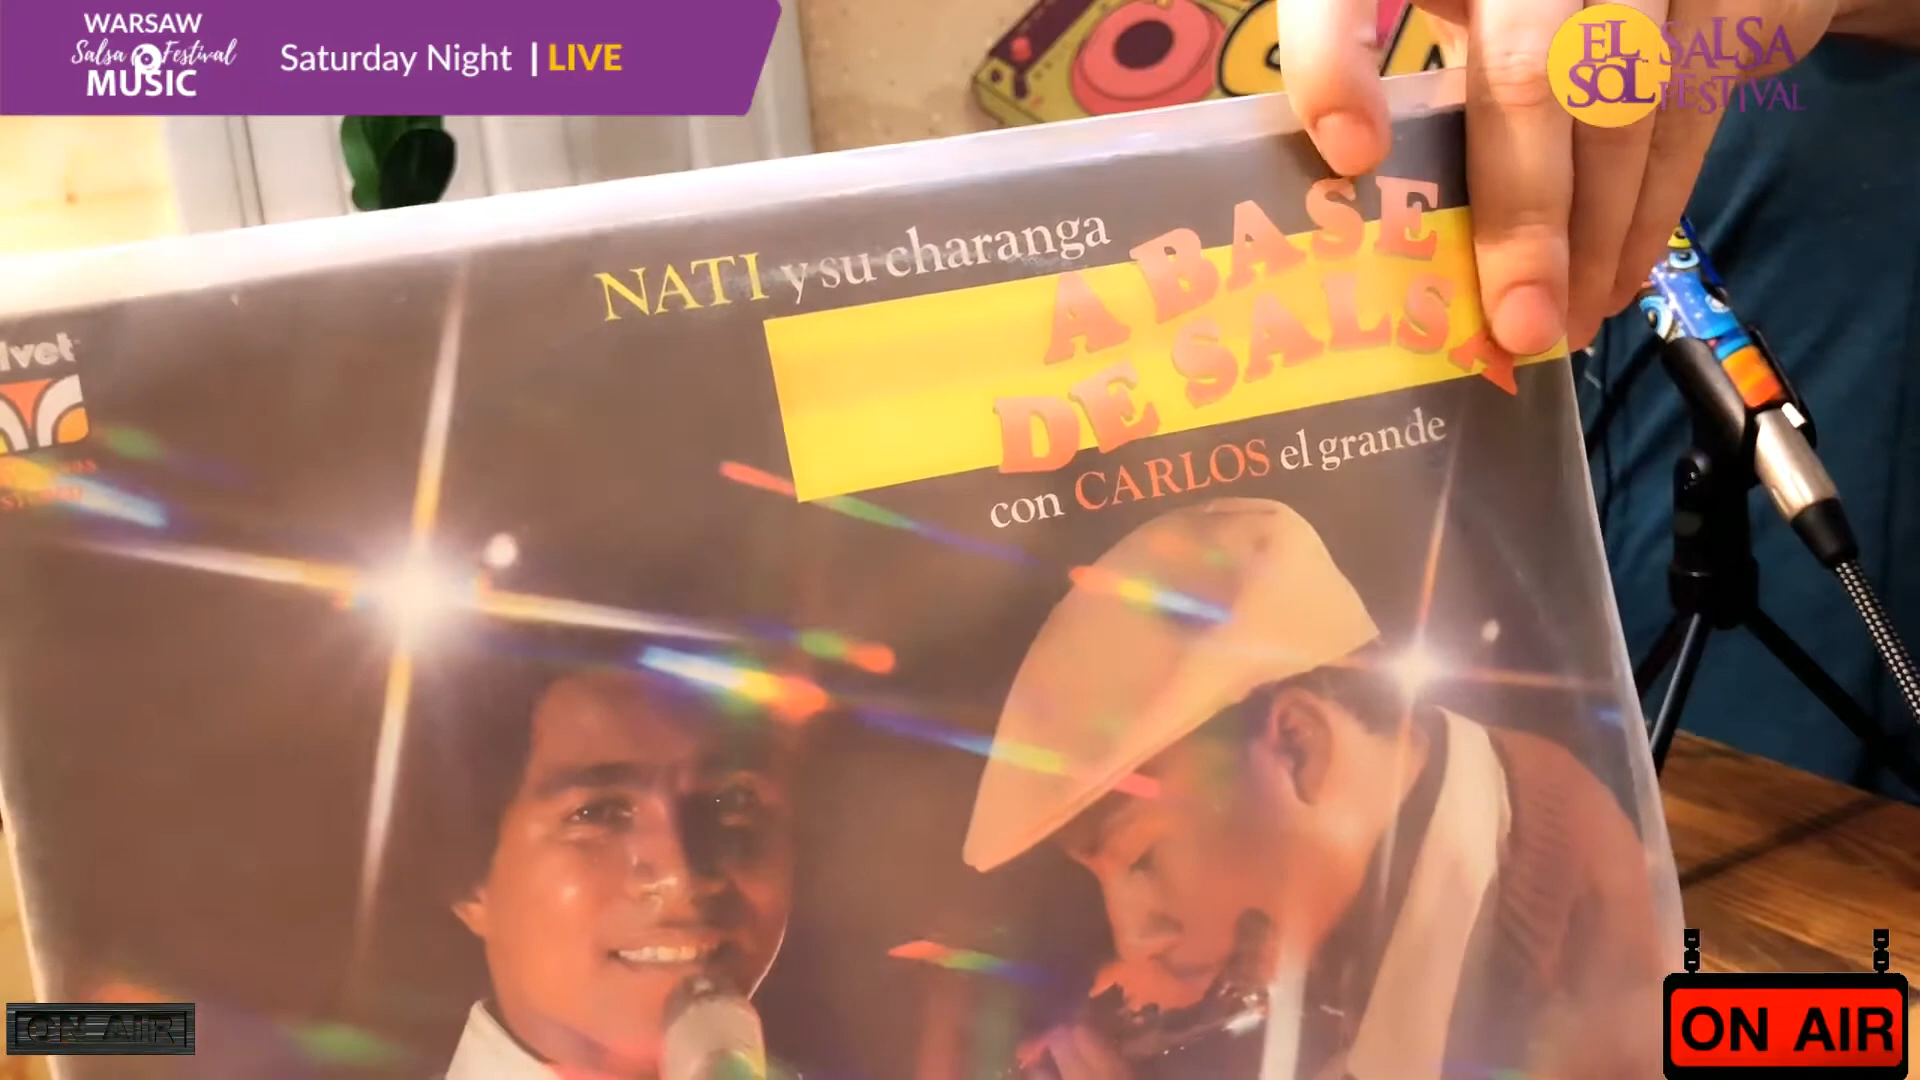 WARSAW
Salsa Festival
MUSIC
Saturday Night | LIVE
EL SALSA
SOL FESTIVAL
NATI y su charanga
A BASE
DE SALSA
con CARLOS el grande
lvet
ON AIR
ON AIR